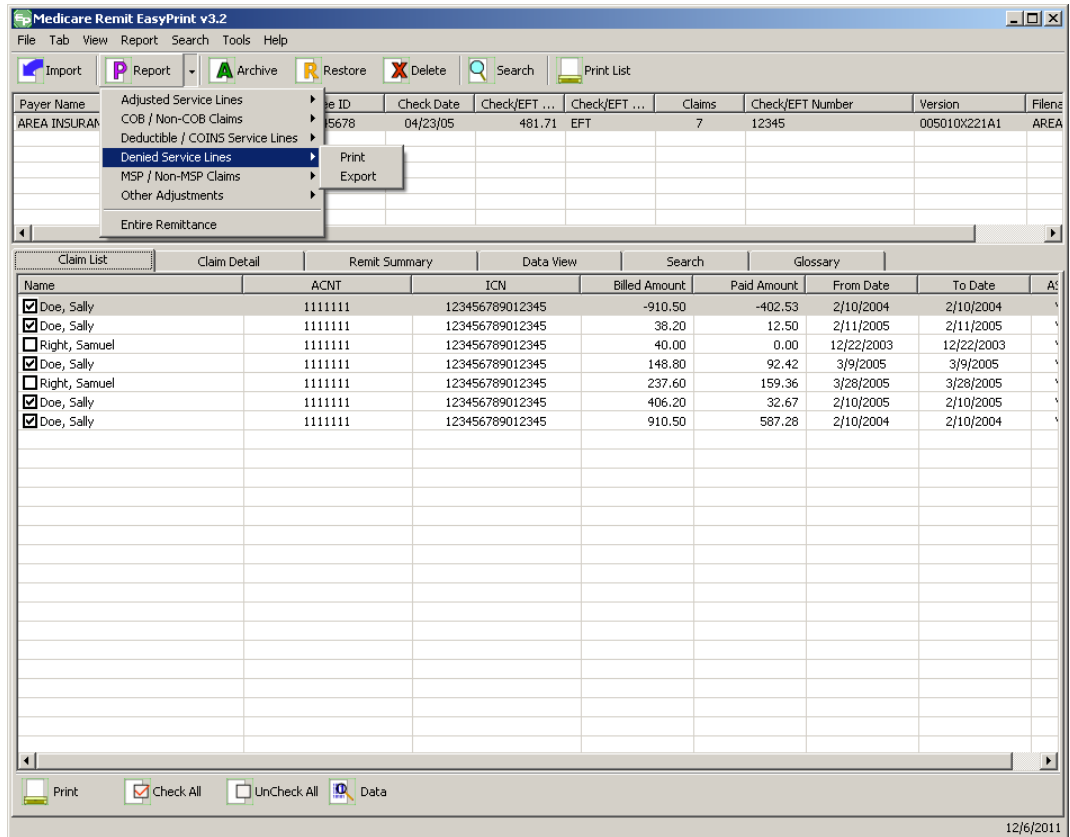 EP Medicare Remit EasyPrint v3.2
File Tab View Report Search Tools Help
Import P Report A Archive R Restore X Delete Search Print List
Payer Name ee ID Check Date Check/EFT ... Check/EFT ... Claims Check/EFT Number Version Filena
AREA INSURAN 45678 04/23/05 481.71 EFT 7 12345 005010X221A1 AREA
Adjusted Service Lines
COB / Non-COB Claims
Deductible / COINS Service Lines
Denied Service Lines
MSP / Non-MSP Claims
Other Adjustments
Entire Remittance
Print
Export
Claim List Claim Detail Remit Summary Data View Search Glossary
Name ACNT ICN Billed Amount Paid Amount From Date To Date AS
Doe, Sally 1111111 123456789012345 -910.50 -402.53 2/10/2004 2/10/2004
Doe, Sally 1111111 123456789012345 38.20 12.50 2/11/2005 2/11/2005
Right, Samuel 1111111 123456789012345 40.00 0.00 12/22/2003 12/22/2003
Doe, Sally 1111111 123456789012345 148.80 92.42 3/9/2005 3/9/2005
Right, Samuel 1111111 123456789012345 237.60 159.36 3/28/2005 3/28/2005
Doe, Sally 1111111 123456789012345 406.20 32.67 2/10/2005 2/10/2005
Doe, Sally 1111111 123456789012345 910.50 587.28 2/10/2004 2/10/2004
Print Check All UnCheck All Data
12/6/2011